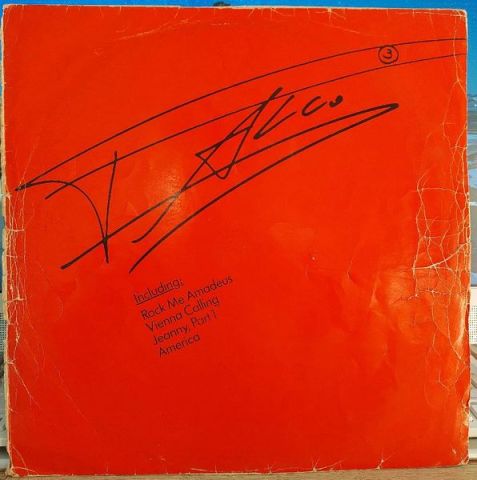 3
Falco
Including:
Rock Me Amadeus
Vienna Calling
Jeanny, Part 1
America